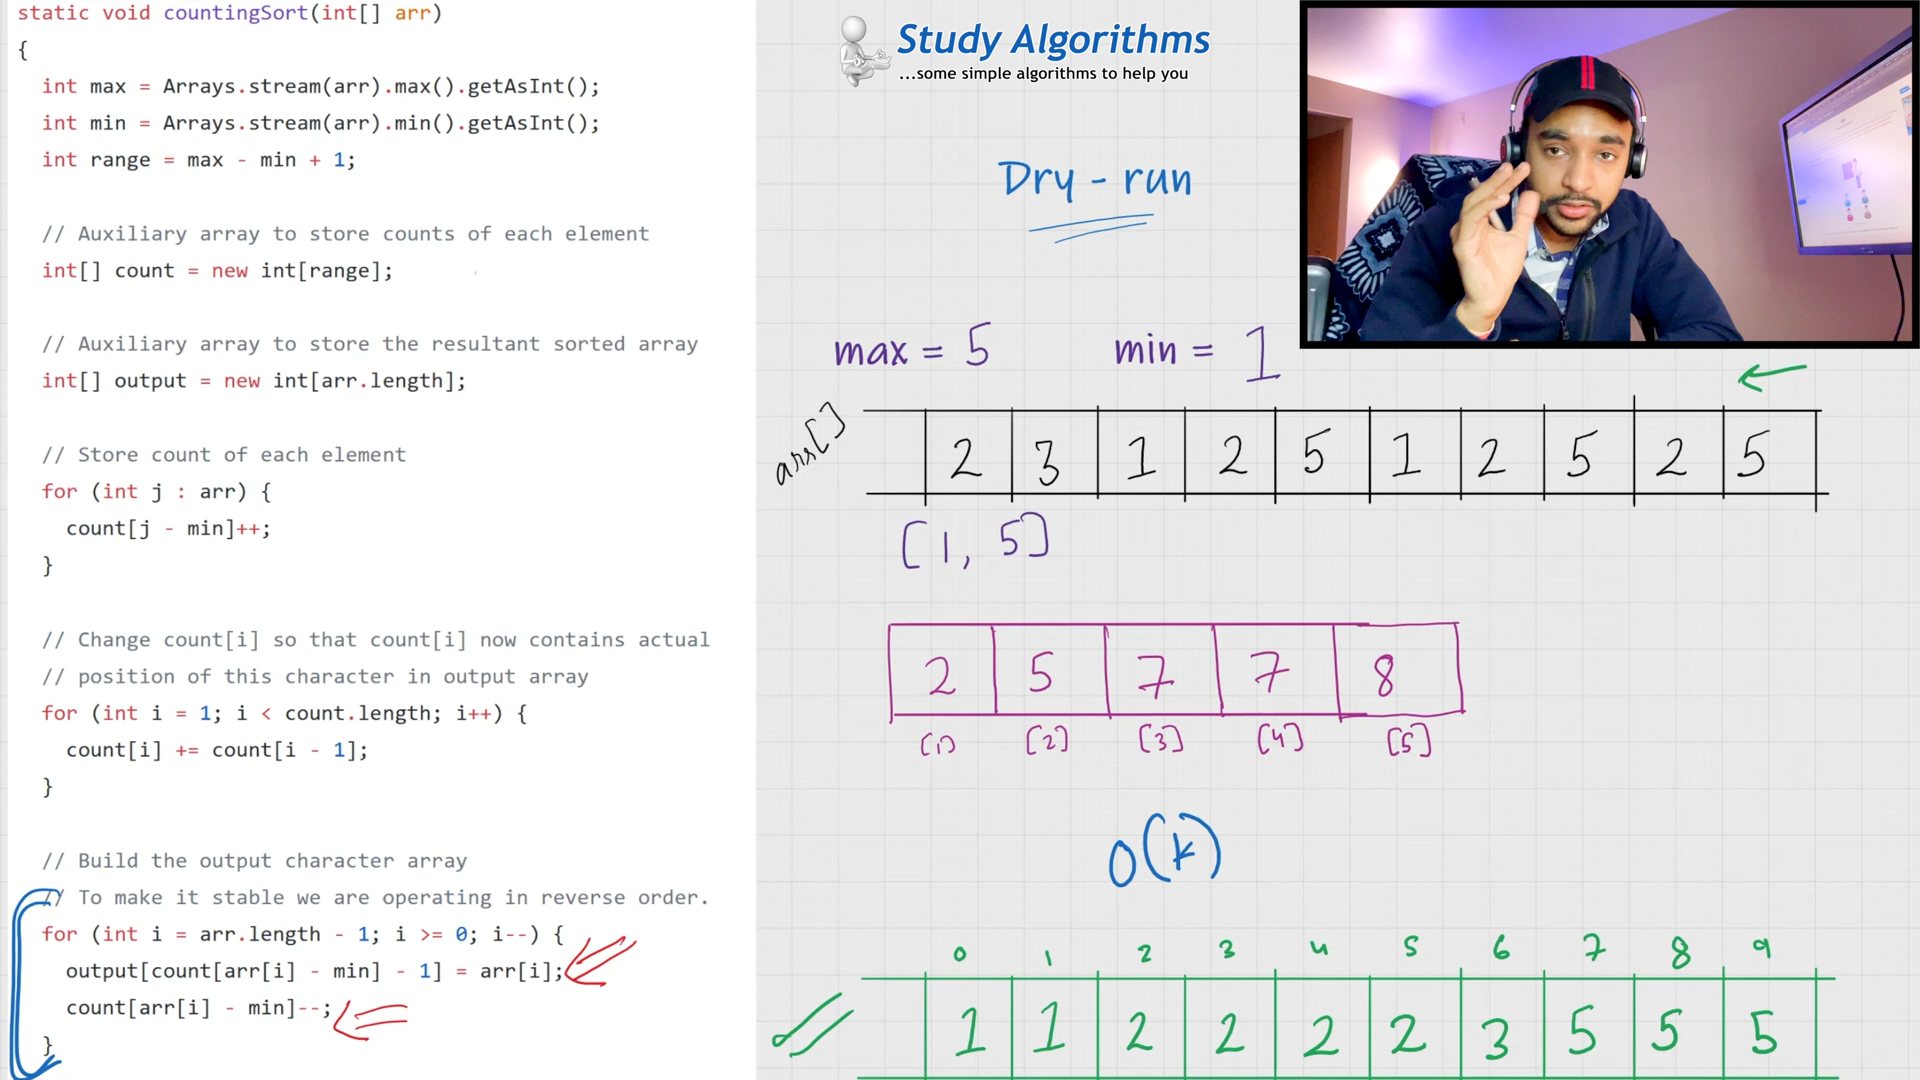 static void countingSort(int[] arr)
{
int max = Arrays.stream(arr).max().getAsInt();
int min = Arrays.stream(arr).min().getAsInt();
int range = max - min + 1;
// Auxiliary array to store counts of each element
int[] count = new int[range];
// Auxiliary array to store the resultant sorted array
int[] output = new int[arr.length];
// Store count of each element
for (int j : arr) {
count[j - min]++;
}
// Change count[i] so that count[i] now contains actual
// position of this character in output array
for (int i = 1; i < count.length; i++) {
count[i] += count[i - 1];
}
// Build the output character array
// To make it stable we are operating in reverse order.
for (int i = arr.length - 1; i >= 0; i--) {
output[count[arr[i] - min] - 1] = arr[i];
count[arr[i] - min]--;
}
Study Algorithms
...some simple algorithms to help you
Dry-run
max = 5 min = 1
arr[] 2 3 1 2 5 1 2 5 2 5
[1, 5]
2 5 7 7 8
[1] [2] [3] [4] [5]
O(k)
0 1 2 3 4 5 6 7 8 9
1 1 2 2 2 2 3 5 5 5